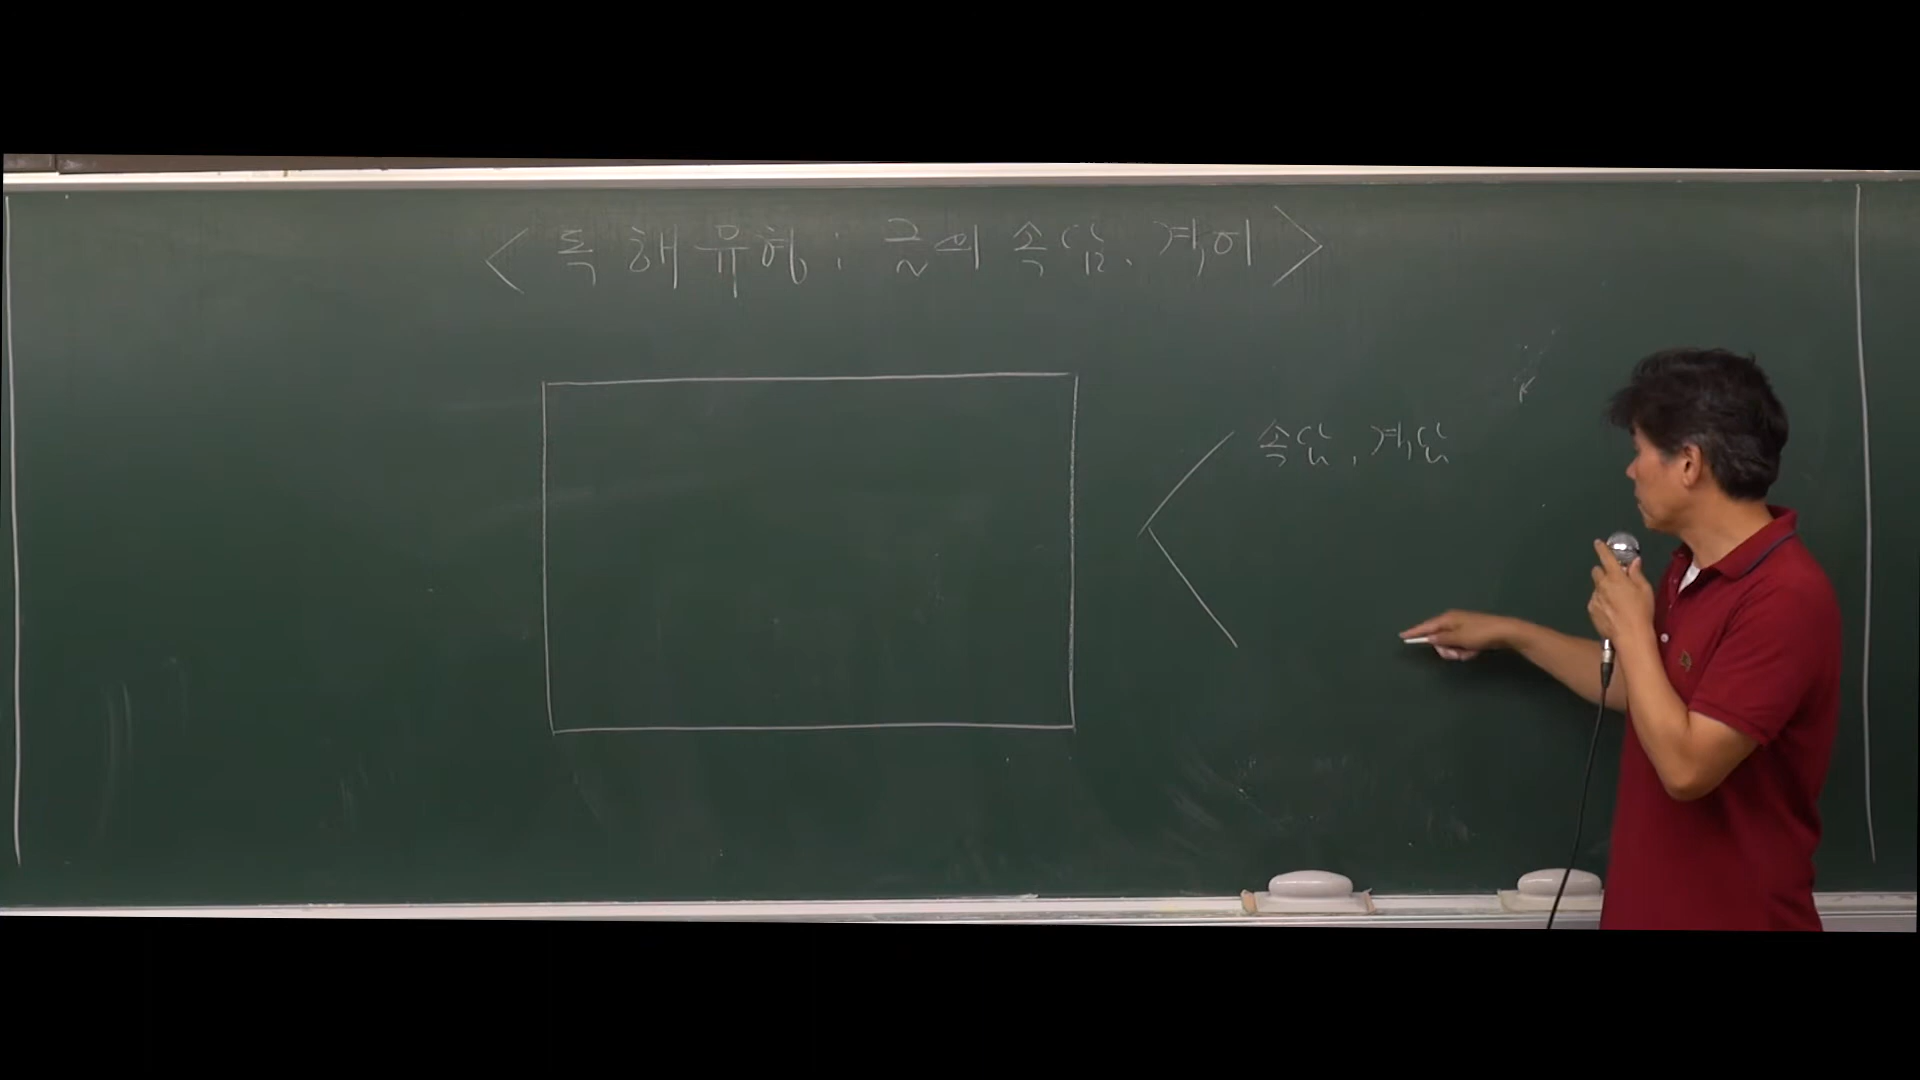 < 독해유형 : 글의 속담, 격언 >
속담, 격언